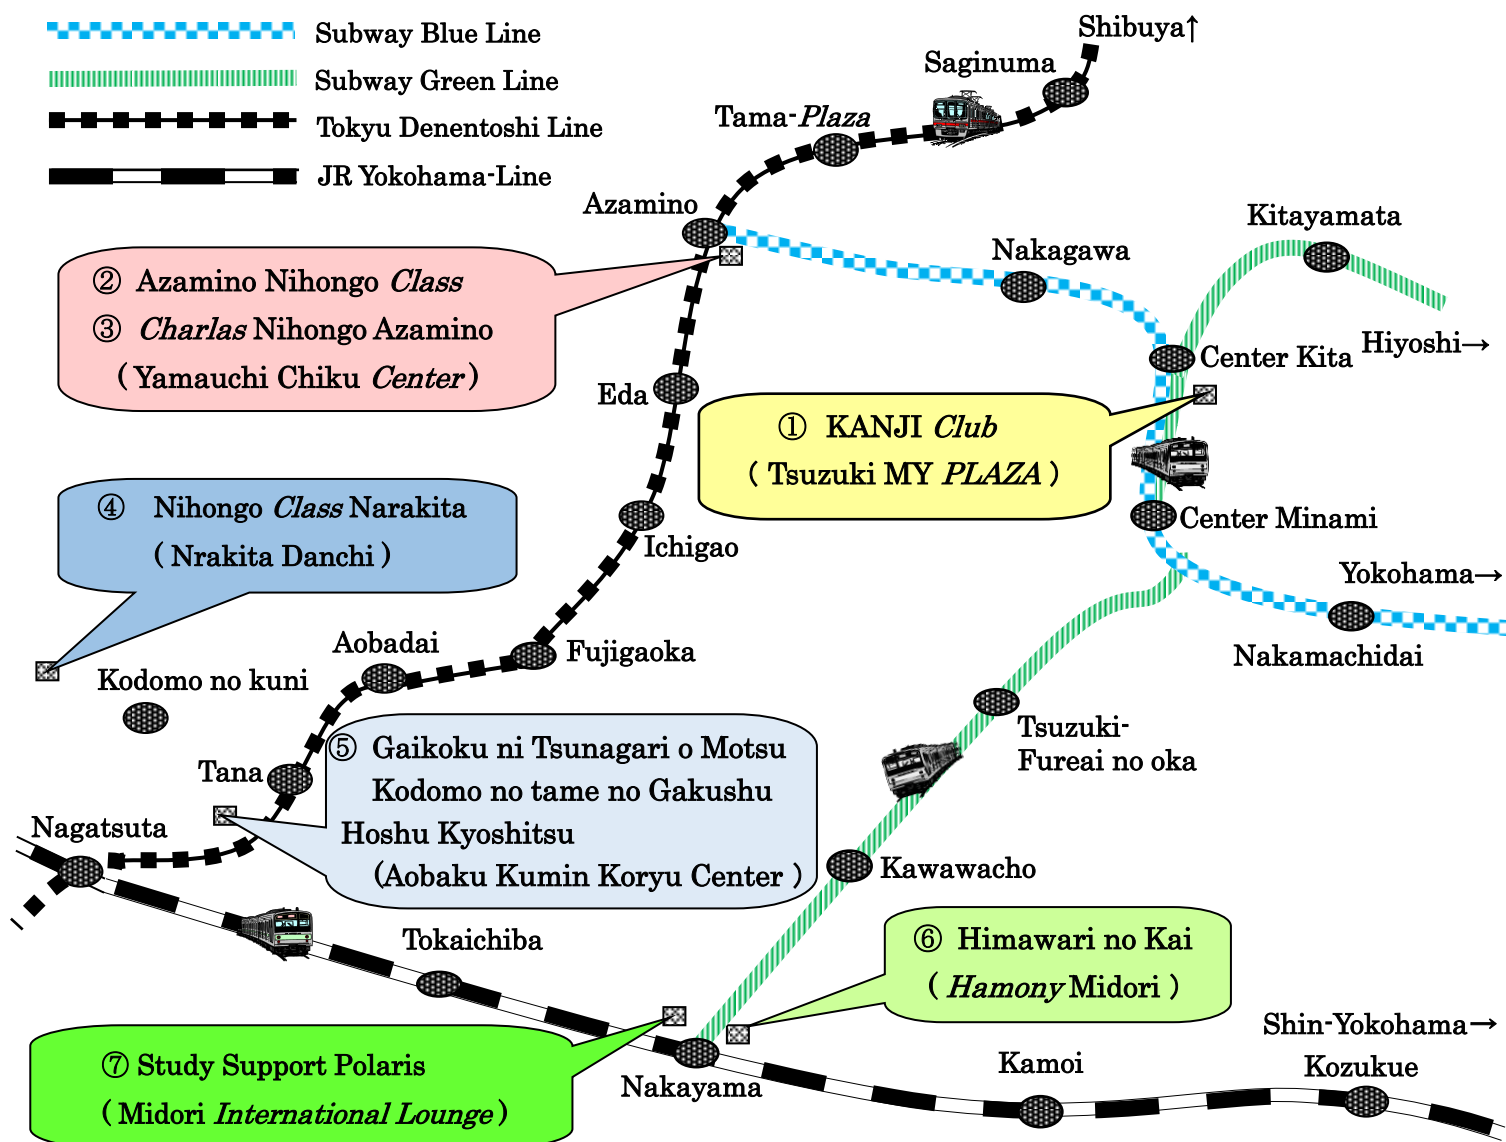 Subway Blue Line
Subway Green Line
Tokyu Denentoshi Line
JR Yokohama-Line
Shibuya↑
Saginuma
Tama-Plaza
Azamino
Nakagawa
Kitayamata
Hiyoshi→
Center Kita
② Azamino Nihongo Class
③ Charlas Nihongo Azamino
( Yamauchi Chiku Center )
Eda
① KANJI Club
( Tsuzuki MY PLAZA )
Center Minami
④ Nihongo Class Narakita
( Nrakita Danchi )
Ichigao
Yokohama→
Nakamachidai
Aobadai
Fujigaoka
Kodomo no kuni
Tsuzuki-
Fureai no oka
Tana
⑤ Gaikoku ni Tsunagari o Motsu
Kodomo no tame no Gakushu
Hoshu Kyoshitsu
(Aobaku Kumin Koryu Center )
Nagatsuta
Kawawacho
Tokaichiba
⑥ Himawari no Kai
( Hamony Midori )
Shin-Yokohama→
Kozukue
Kamoi
Nakayama
⑦ Study Support Polaris
( Midori International Lounge )